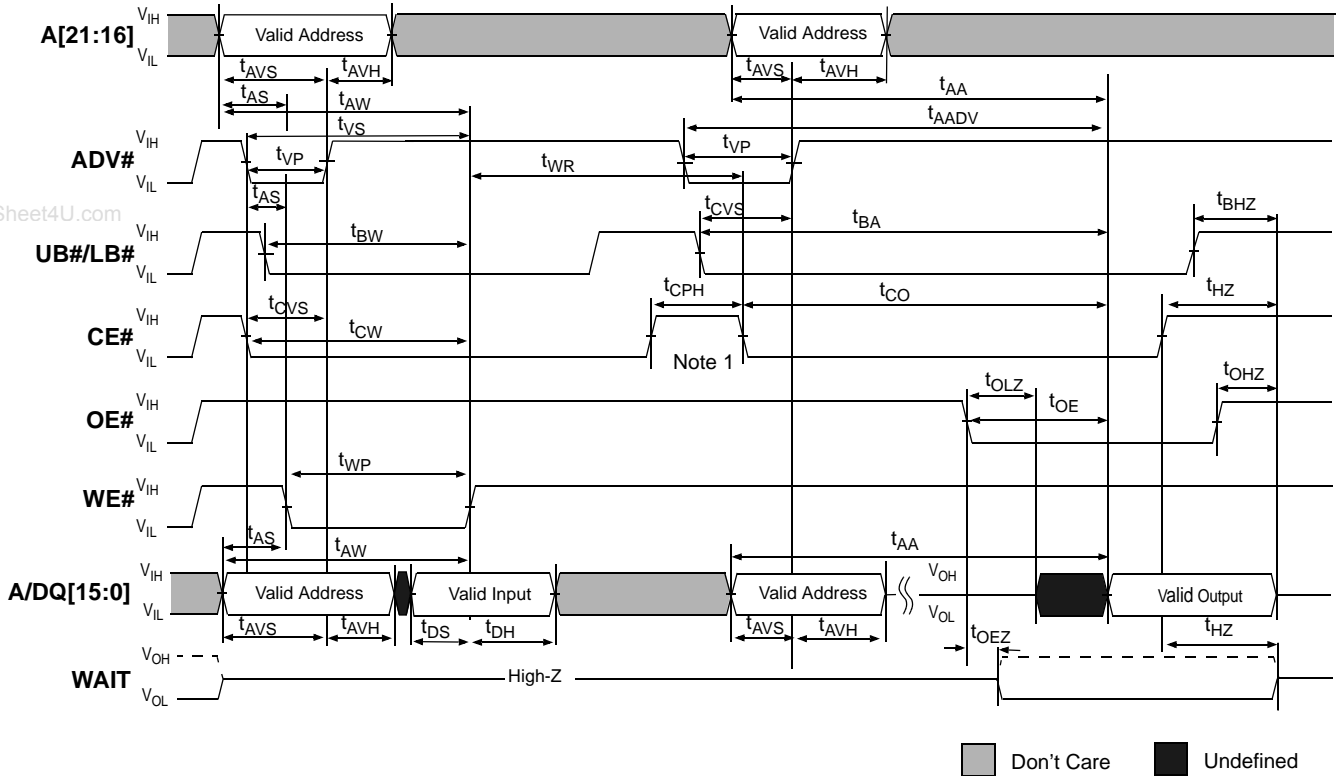 A[21:16] VIH Valid Address Valid Address
VIL
tAVS tAVH tAVS tAVH
tAS tAW tAA
tVS tAADV
ADV# VIH tVP tVP
VIL tWR
tAS
Sheet4U.com
tCVS tBHZ
UB#/LB# VIH tBW tBA
VIL
tCPH tCO tHZ
CE# VIH tCVS
tCW
VIL Note 1
tOLZ tOHZ
OE# VIH tOE
VIL
tWP
WE# VIH
VIL
tAS tAW tAA
A/DQ[15:0] VIH Valid Address Valid Input Valid Address VOH Valid Output
VIL VOL
tAVS tAVH tDS tDH tAVS tAVH tOEZ tHZ
WAIT VOH High-Z
VOL
Don't Care Undefined